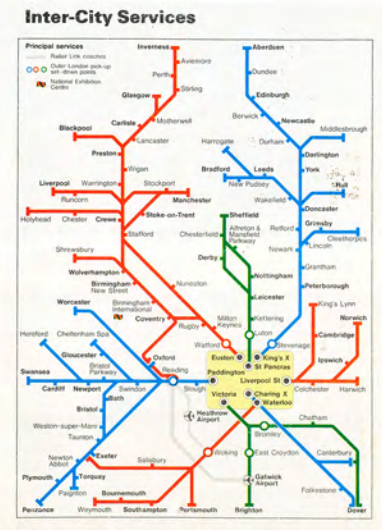 Inter-City Services
Principal services
Railair Link coaches
Outer-London pick-up
set-down points
National Exhibition
Centre
Inverness
Aviemore
Perth
Stirling
Glasgow
Motherwell
Carlisle
Blackpool
Lancaster
Preston
Wigan
Liverpool
Warrington
Stockport
Runcorn
Manchester
Holyhead
Chester
Crewe
Stoke-on-Trent
Stafford
Shrewsbury
Wolverhampton
Birmingham
New Street
Nuneaton
Birmingham
International
Coventry
Rugby
Milton
Keynes
Watford
Euston
Aberdeen
Dundee
Edinburgh
Berwick
Newcastle
Middlesbrough
Durham
Harrogate
Darlington
Bradford
Leeds
York
New Pudsey
Hull
Wakefield
Doncaster
Grimsby
Retford
Cleethorpes
Lincoln
Newark
Grantham
Peterborough
Sheffield
Chesterfield
Alfreton &
Mansfield
Parkway
Derby
Nottingham
Leicester
Kettering
Luton
Stevenage
King's Lynn
Norwich
Cambridge
Ipswich
Colchester
Harwich
King's X
St Pancras
Paddington
Liverpool St
Victoria
Charing X
Waterloo
Worcester
Hereford
Cheltenham Spa
Gloucester
Bristol
Parkway
Oxford
Reading
Swansea
Cardiff
Newport
Swindon
Slough
Bath
Bristol
Weston-super-Mare
Taunton
Heathrow
Airport
Newton
Abbot
Exeter
Salisbury
Woking
Bromley
Chatham
East Croydon
Canterbury
Plymouth
Torquay
Paignton
Gatwick
Airport
Folkestone
Bournemouth
Penzance
Weymouth
Southampton
Portsmouth
Brighton
Dover